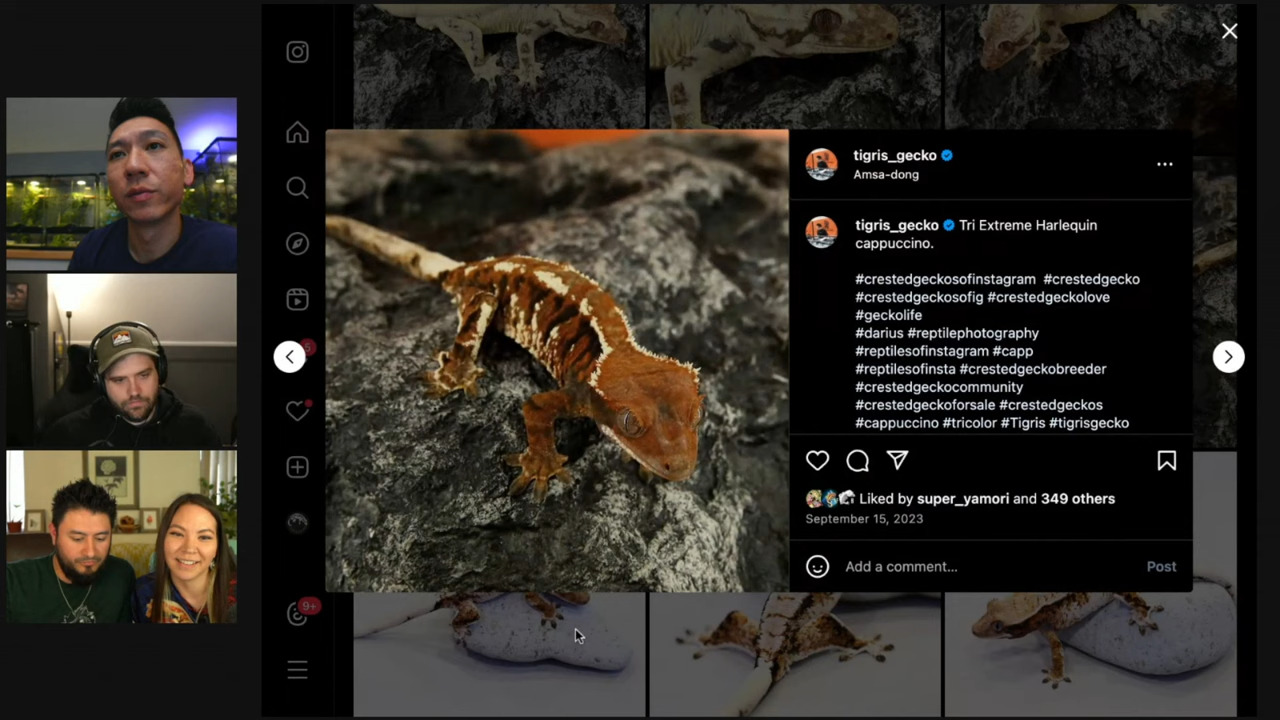 tigris_gecko
Amsa-dong
tigris_gecko Tri Extreme Harlequin
cappuccino.
#crestedgeckosofinstagram #crestedgecko
#crestedgeckosofig #crestedgeckolove
#geckolife
#darius #reptilephotography
#reptilesofinstagram #capp
#reptilesofinsta #crestedgeckobreeder
#crestedgeckocommunity
#crestedgeckoforsale #crestedgeckos
#cappuccino #tricolor #Tigris #tigrisgecko
Liked by super_yamori and 349 others
September 15, 2023
Add a comment...
Post
9+